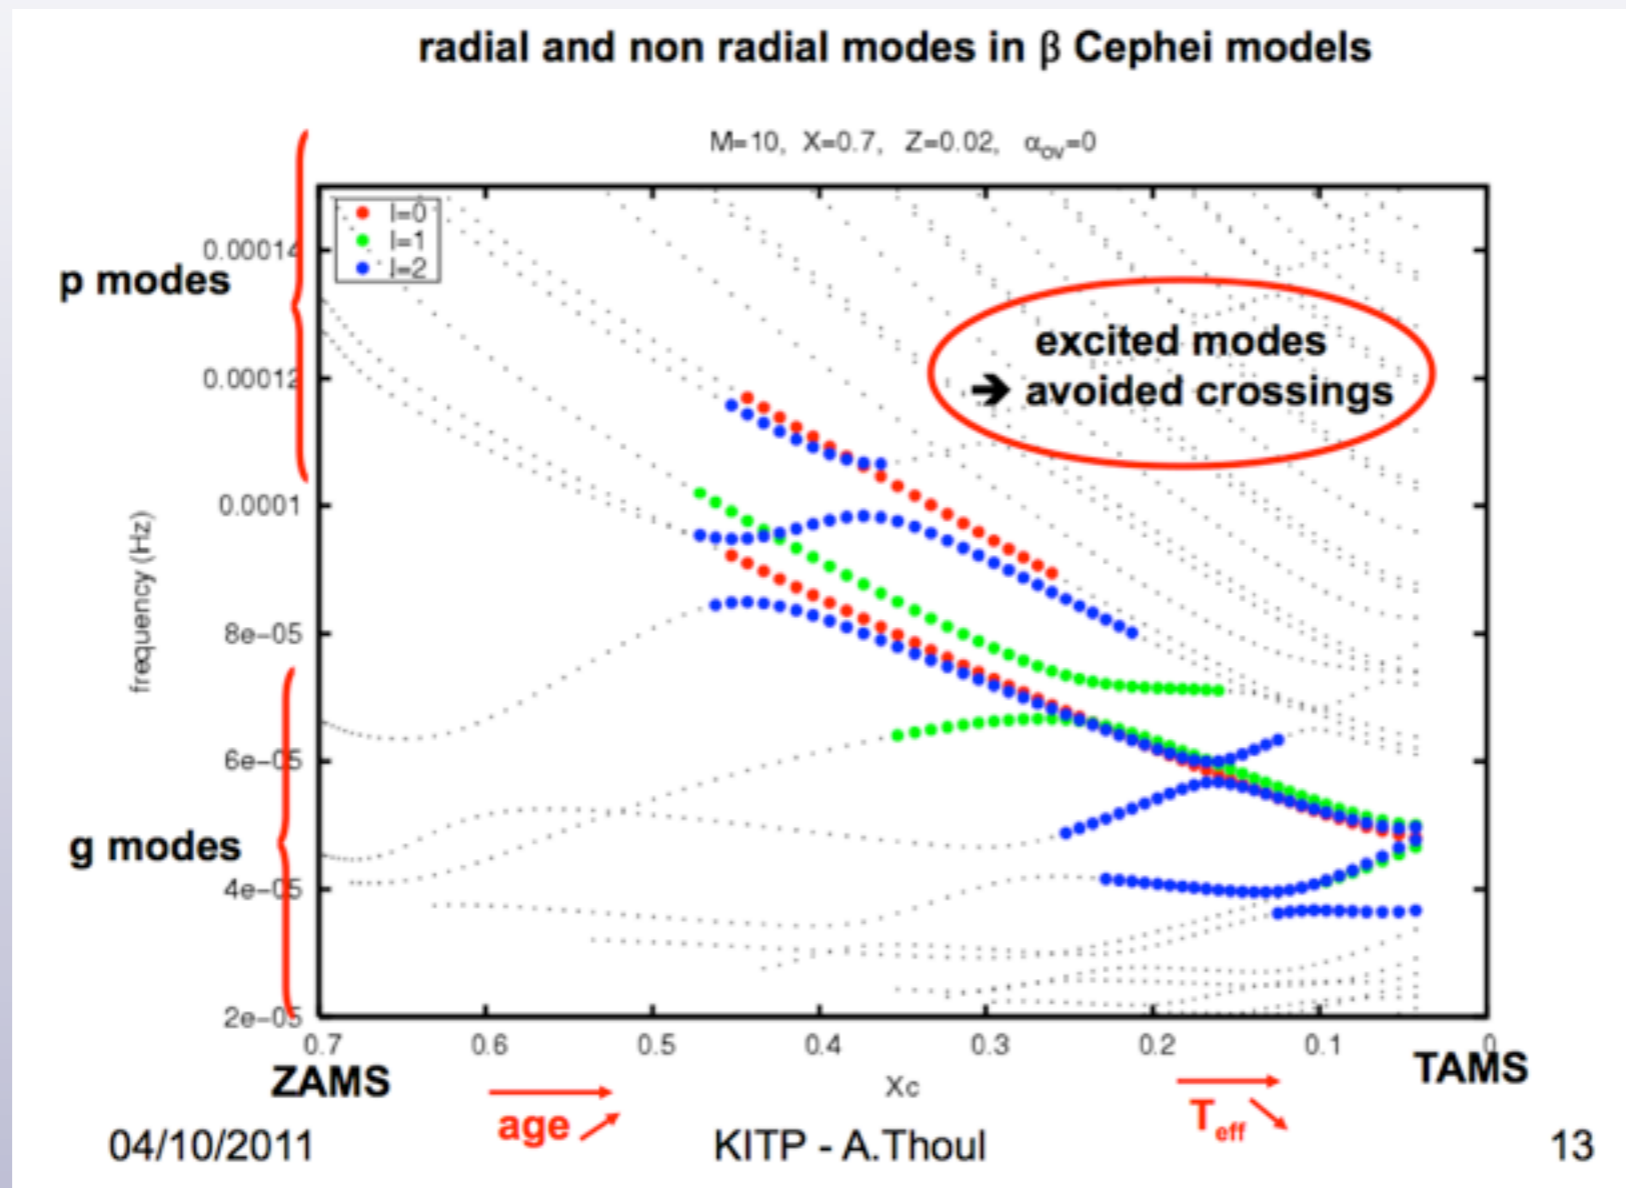 radial and non radial modes in β Cephei models
M=10, X=0.7, Z=0.02, αov=0
l=0
l=1
l=2
p modes
g modes
excited modes
➔ avoided crossings
frequency (Hz)
0.00014
0.00012
0.0001
8e−05
6e−05
4e−05
2e−05
0.7 0.6 0.5 0.4 0.3 0.2 0.1 0
ZAMS
Xc
TAMS
age
Teff
04/10/2011 KITP - A.Thoul 13